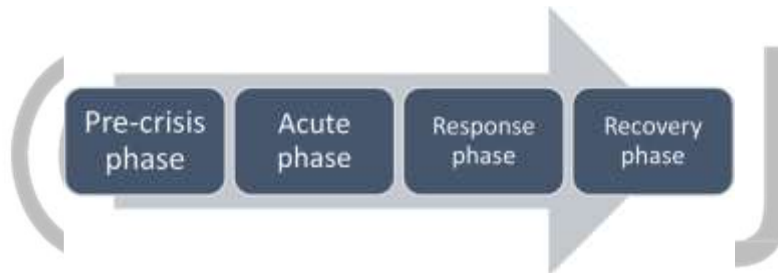 Pre-crisis
phase
Acute
phase
Response
phase
Recovery
phase